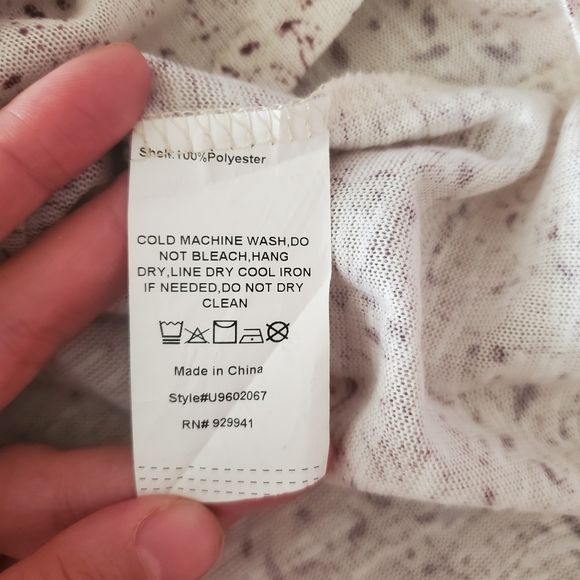 Shell:100%Polyester
COLD MACHINE WASH,DO
NOT BLEACH,HANG
DRY,LINE DRY COOL IRON
IF NEEDED,DO NOT DRY
CLEAN
Made in China
Style#U9602067
RN# 929941